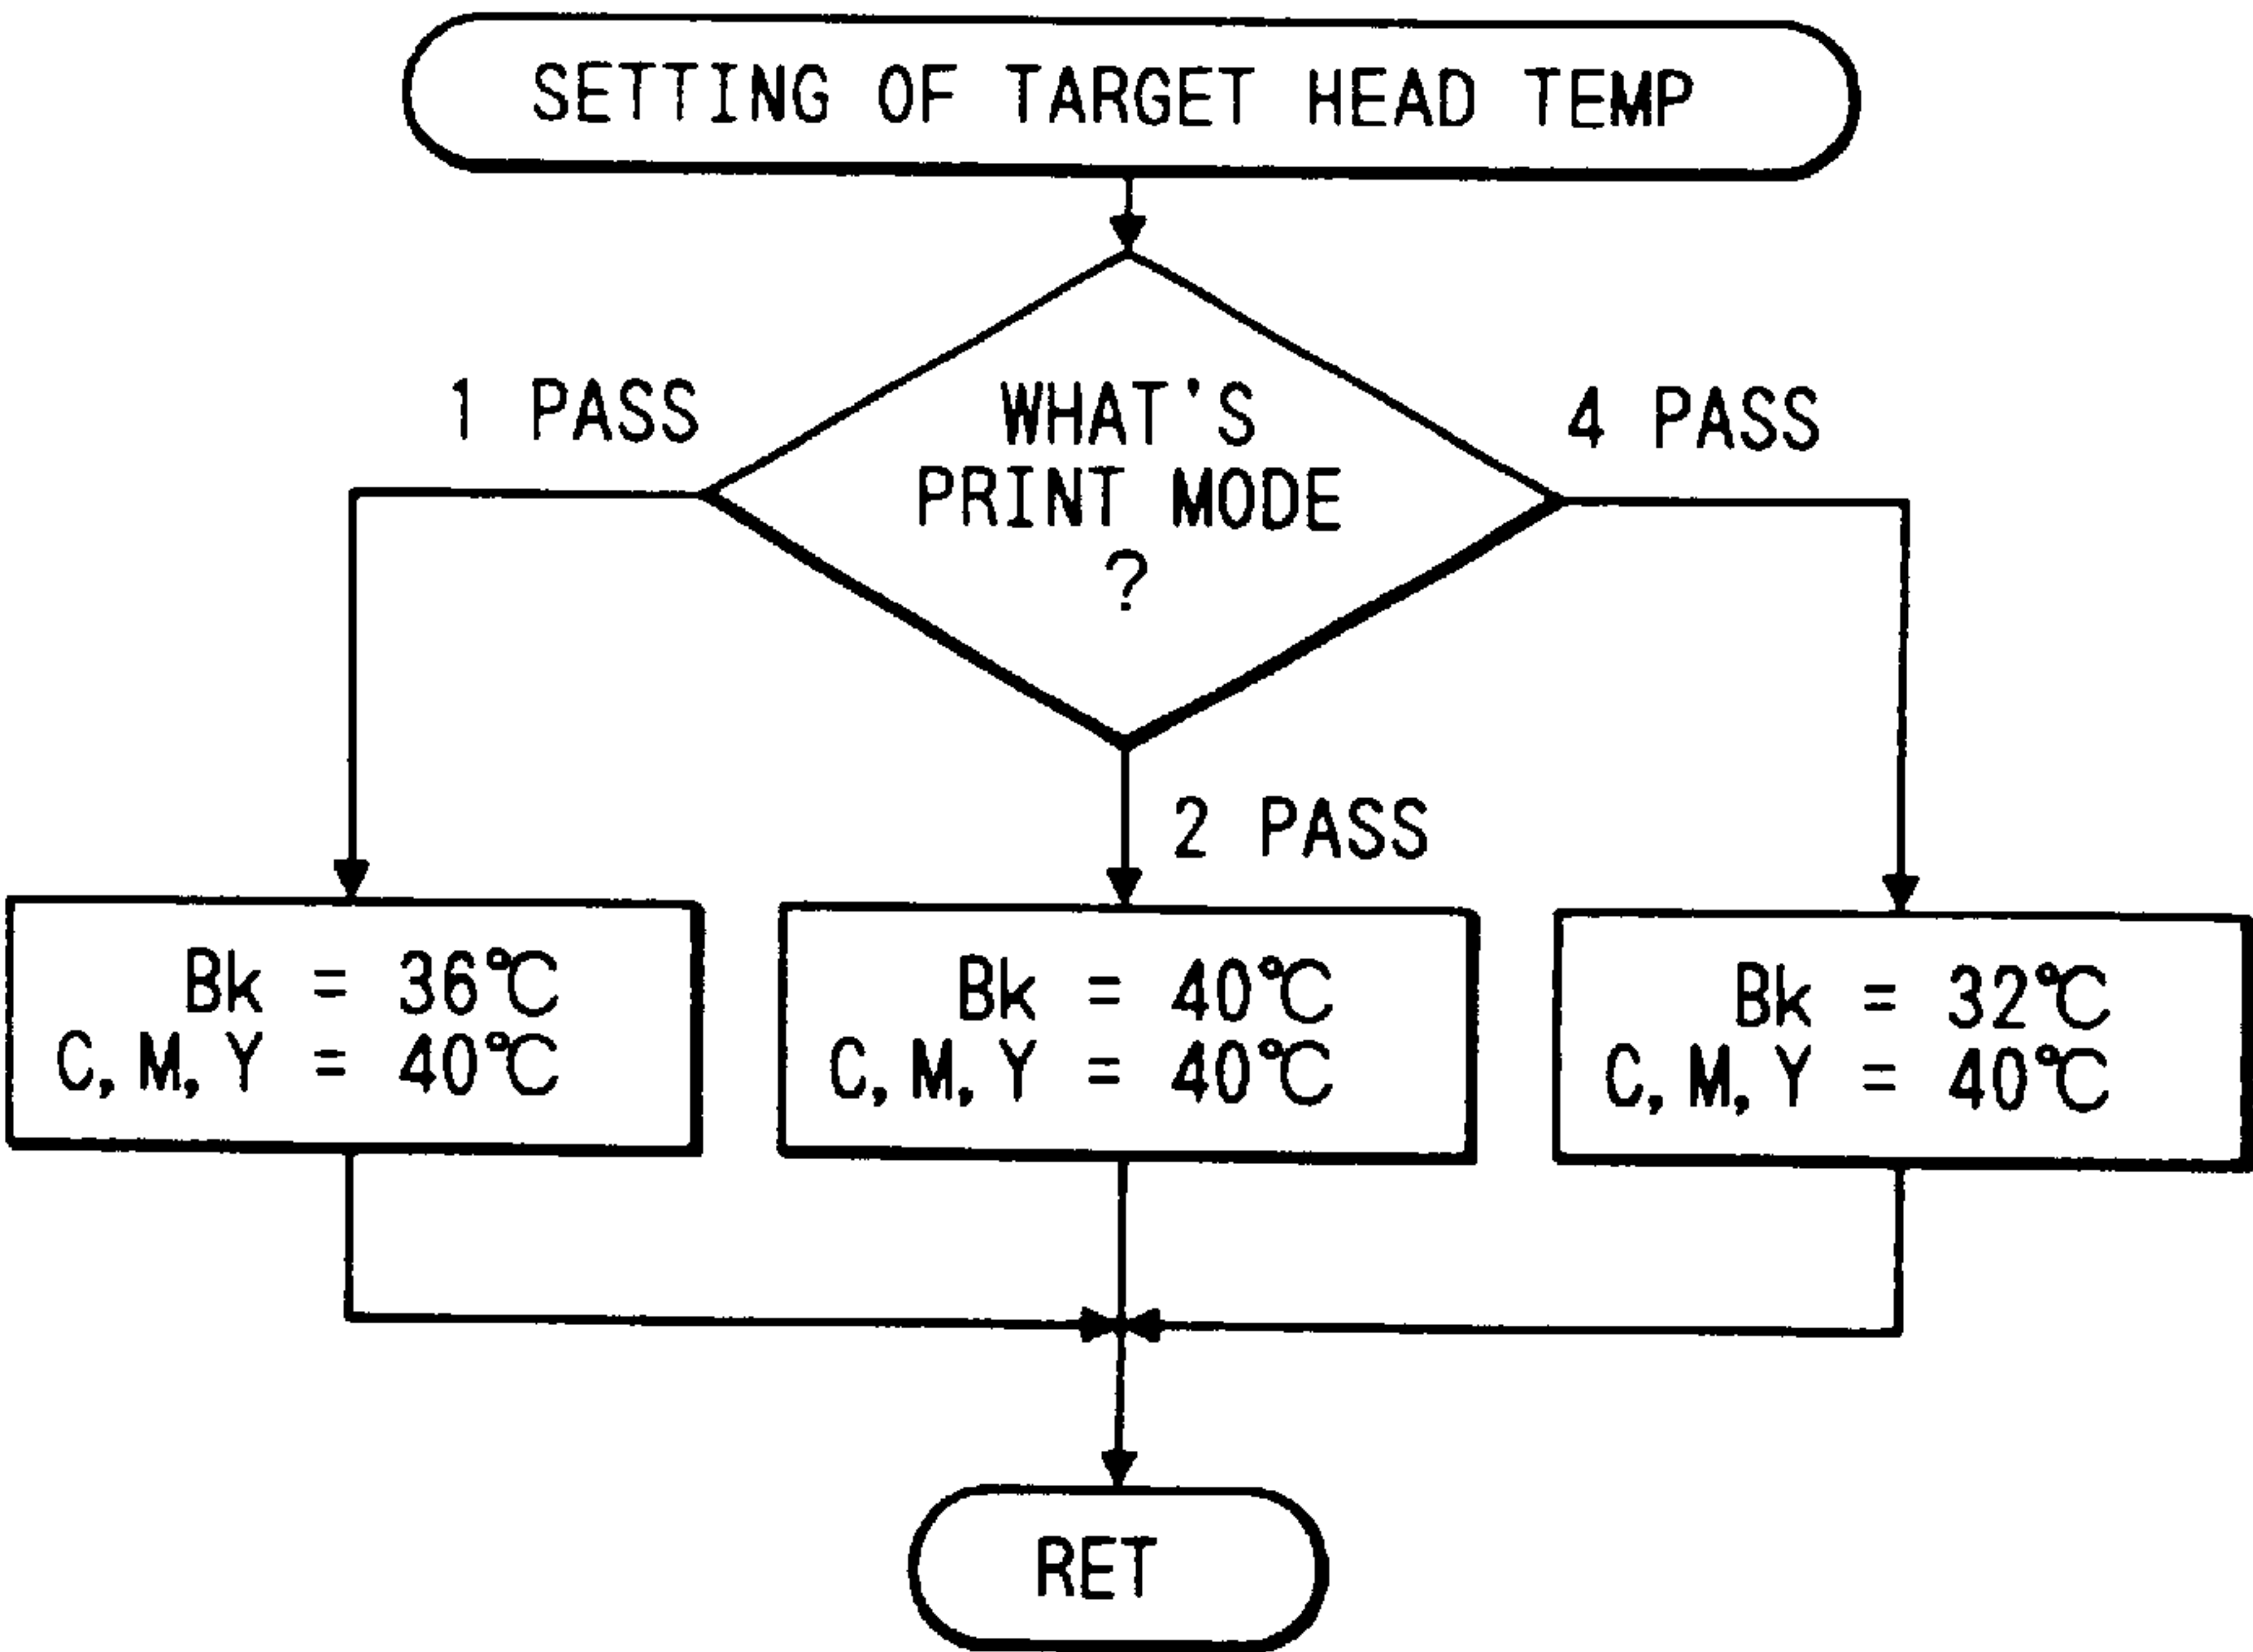 SETTING OF TARGET HEAD TEMP
1 PASS
WHAT'S
PRINT MODE
?
4 PASS
2 PASS
Bk = 36℃
C, M, Y = 40℃
Bk = 40℃
C, M, Y = 40℃
Bk = 32℃
C, M, Y = 40℃
RET